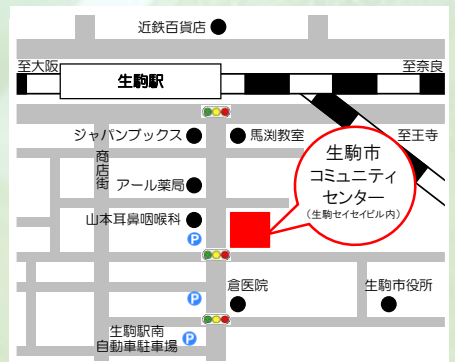 近鉄百貨店
至大阪
生駒駅
至奈良
ジャパンブックス
馬渕教室
至王寺
商店街
アール薬局
生駒市
コミュニティ
センター
(生駒セイセイビル内)
山本耳鼻咽喉科
P
倉医院
生駒市役所
P
生駒駅南
自動車駐車場
P